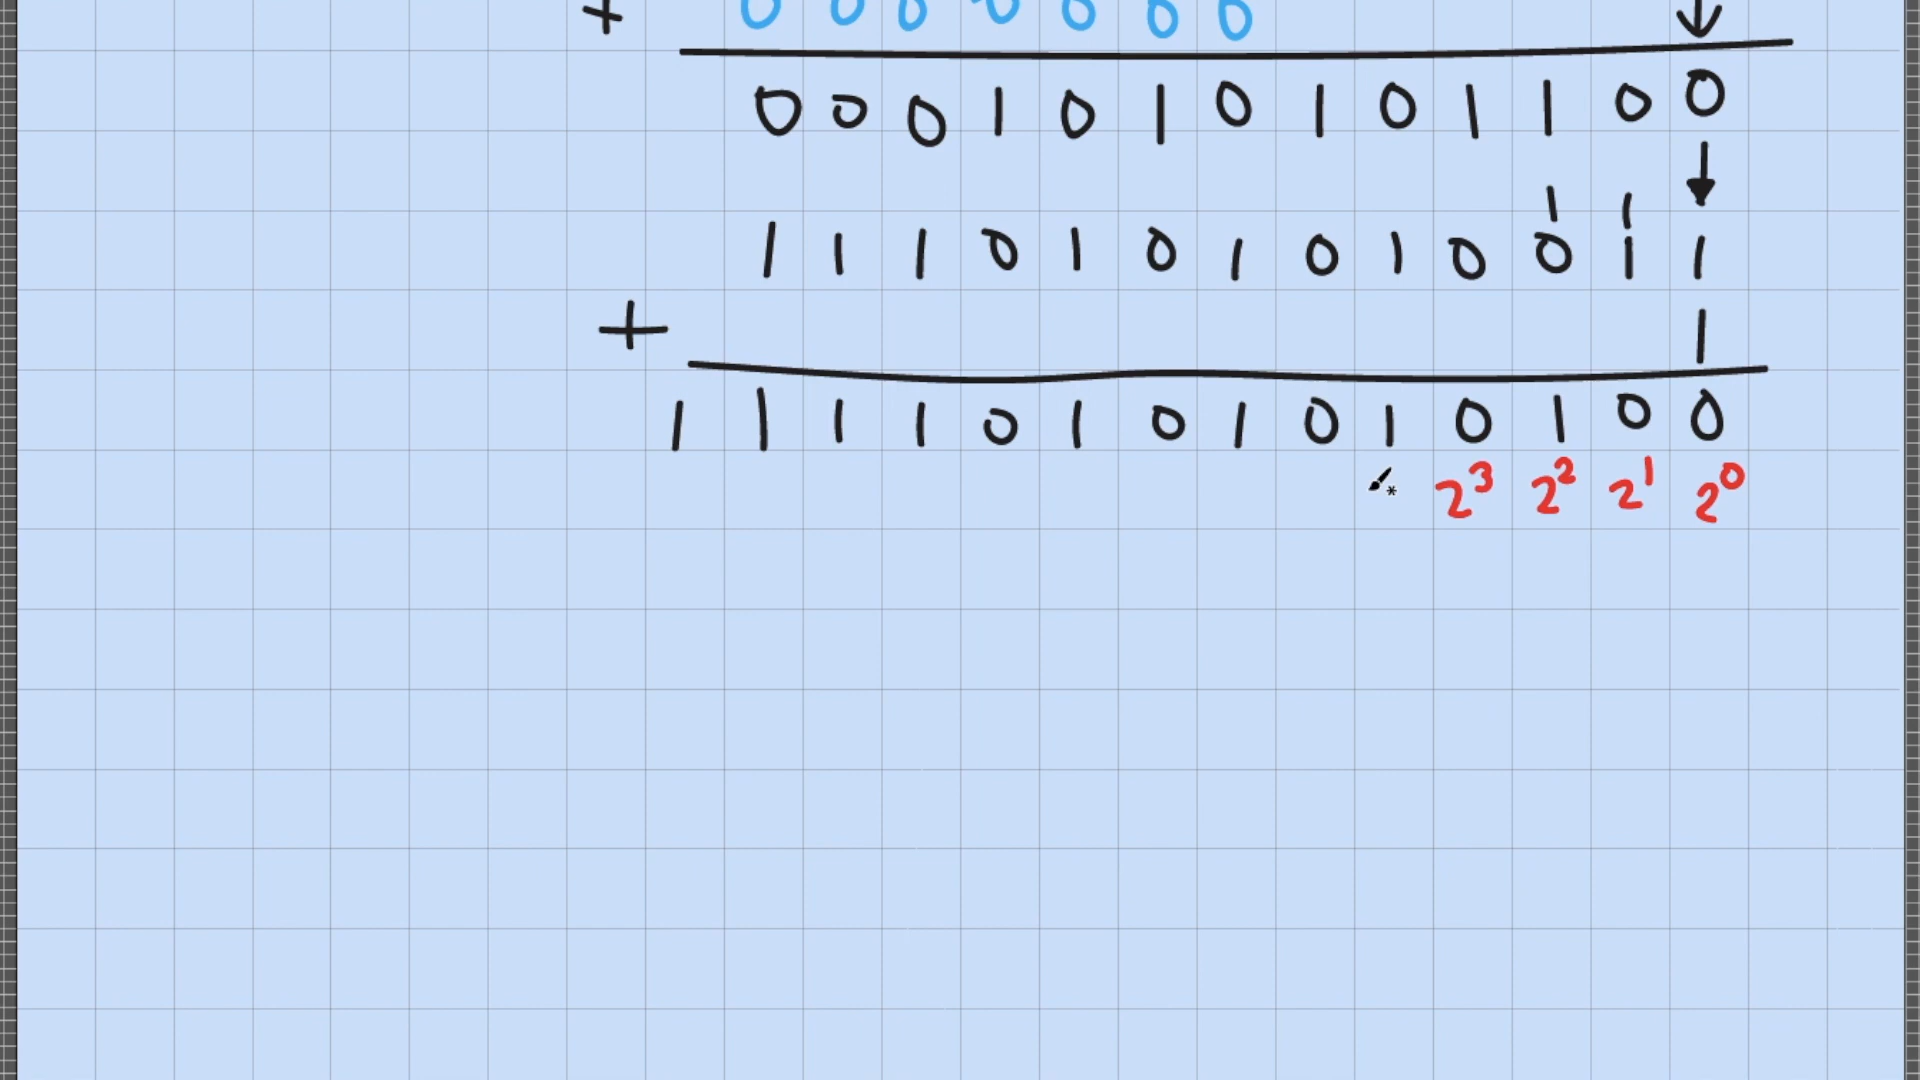 + 0 0 0 0 0 0 0
0 0 0 1 0 1 0 1 0 1 1 0 0
1 1
1 1 1 0 1 0 1 0 1 0 0 1 1
+ 1
1 1 1 1 0 1 0 1 0 1 0 1 0 0
2³ 2² 2¹ 2⁰